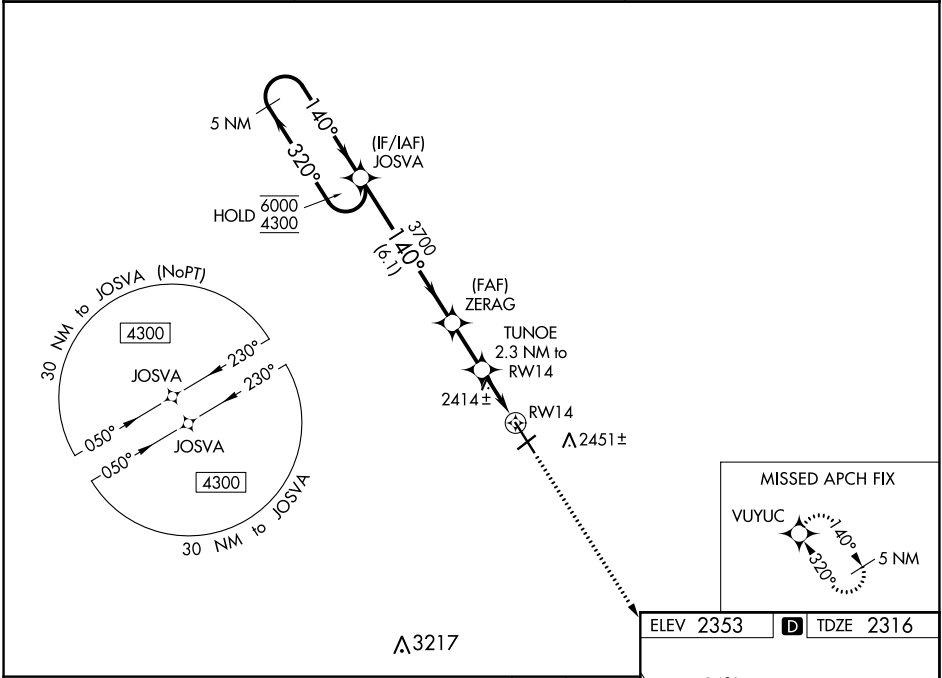 5 NM
140°
320°
(IF/IAF)
JOSVA
HOLD 6000
4300
3700
140°
(6.1)
(FAF)
ZERAG
TUNOE
2.3 NM to
RW14
2414±
RW14
2451±
30 NM to JOSVA (NoPT)
4300
JOSVA
230°
050°
230°
050°
JOSVA
4300
30 NM to JOSVA
MISSED APCH FIX
VUYUC
140°
320°
5 NM
3217
ELEV 2353 D TDZE 2316